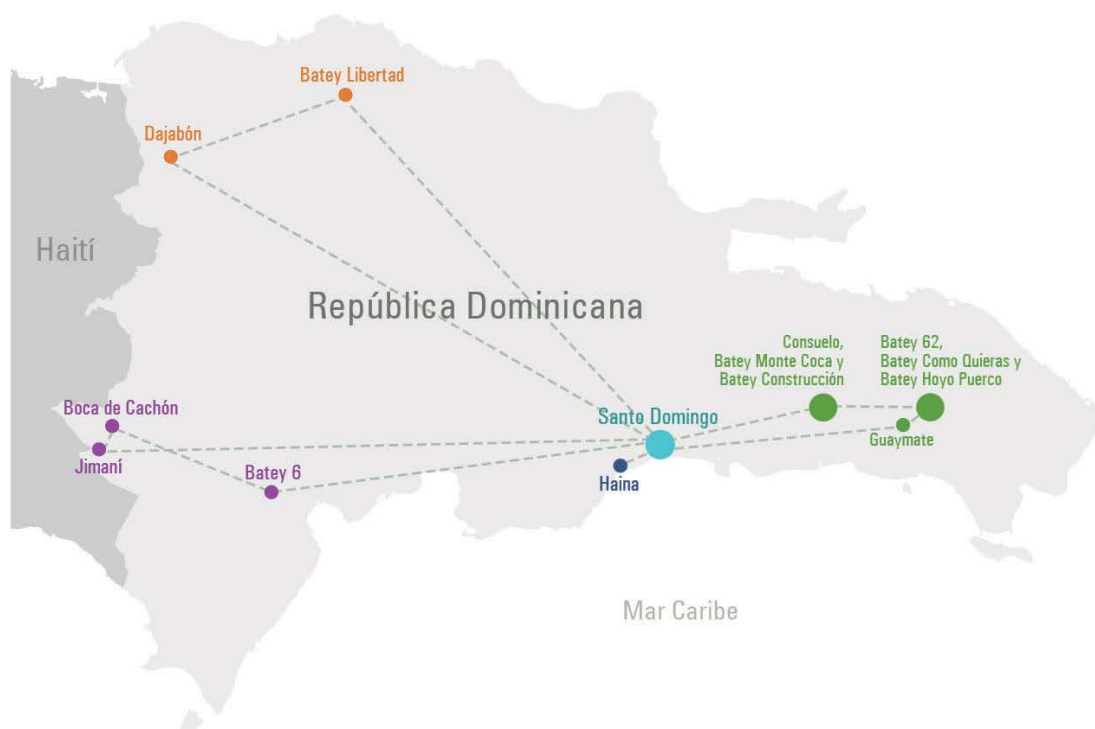 Batey Libertad
Dajabón
Haití
República Dominicana
Consuelo,
Batey Monte Coca y
Batey Construcción
Batey 62,
Batey Como Quieras y
Batey Hoyo Puerco
Boca de Cachón
Santo Domingo
Guaymate
Jimaní
Batey 6
Haina
Mar Caribe